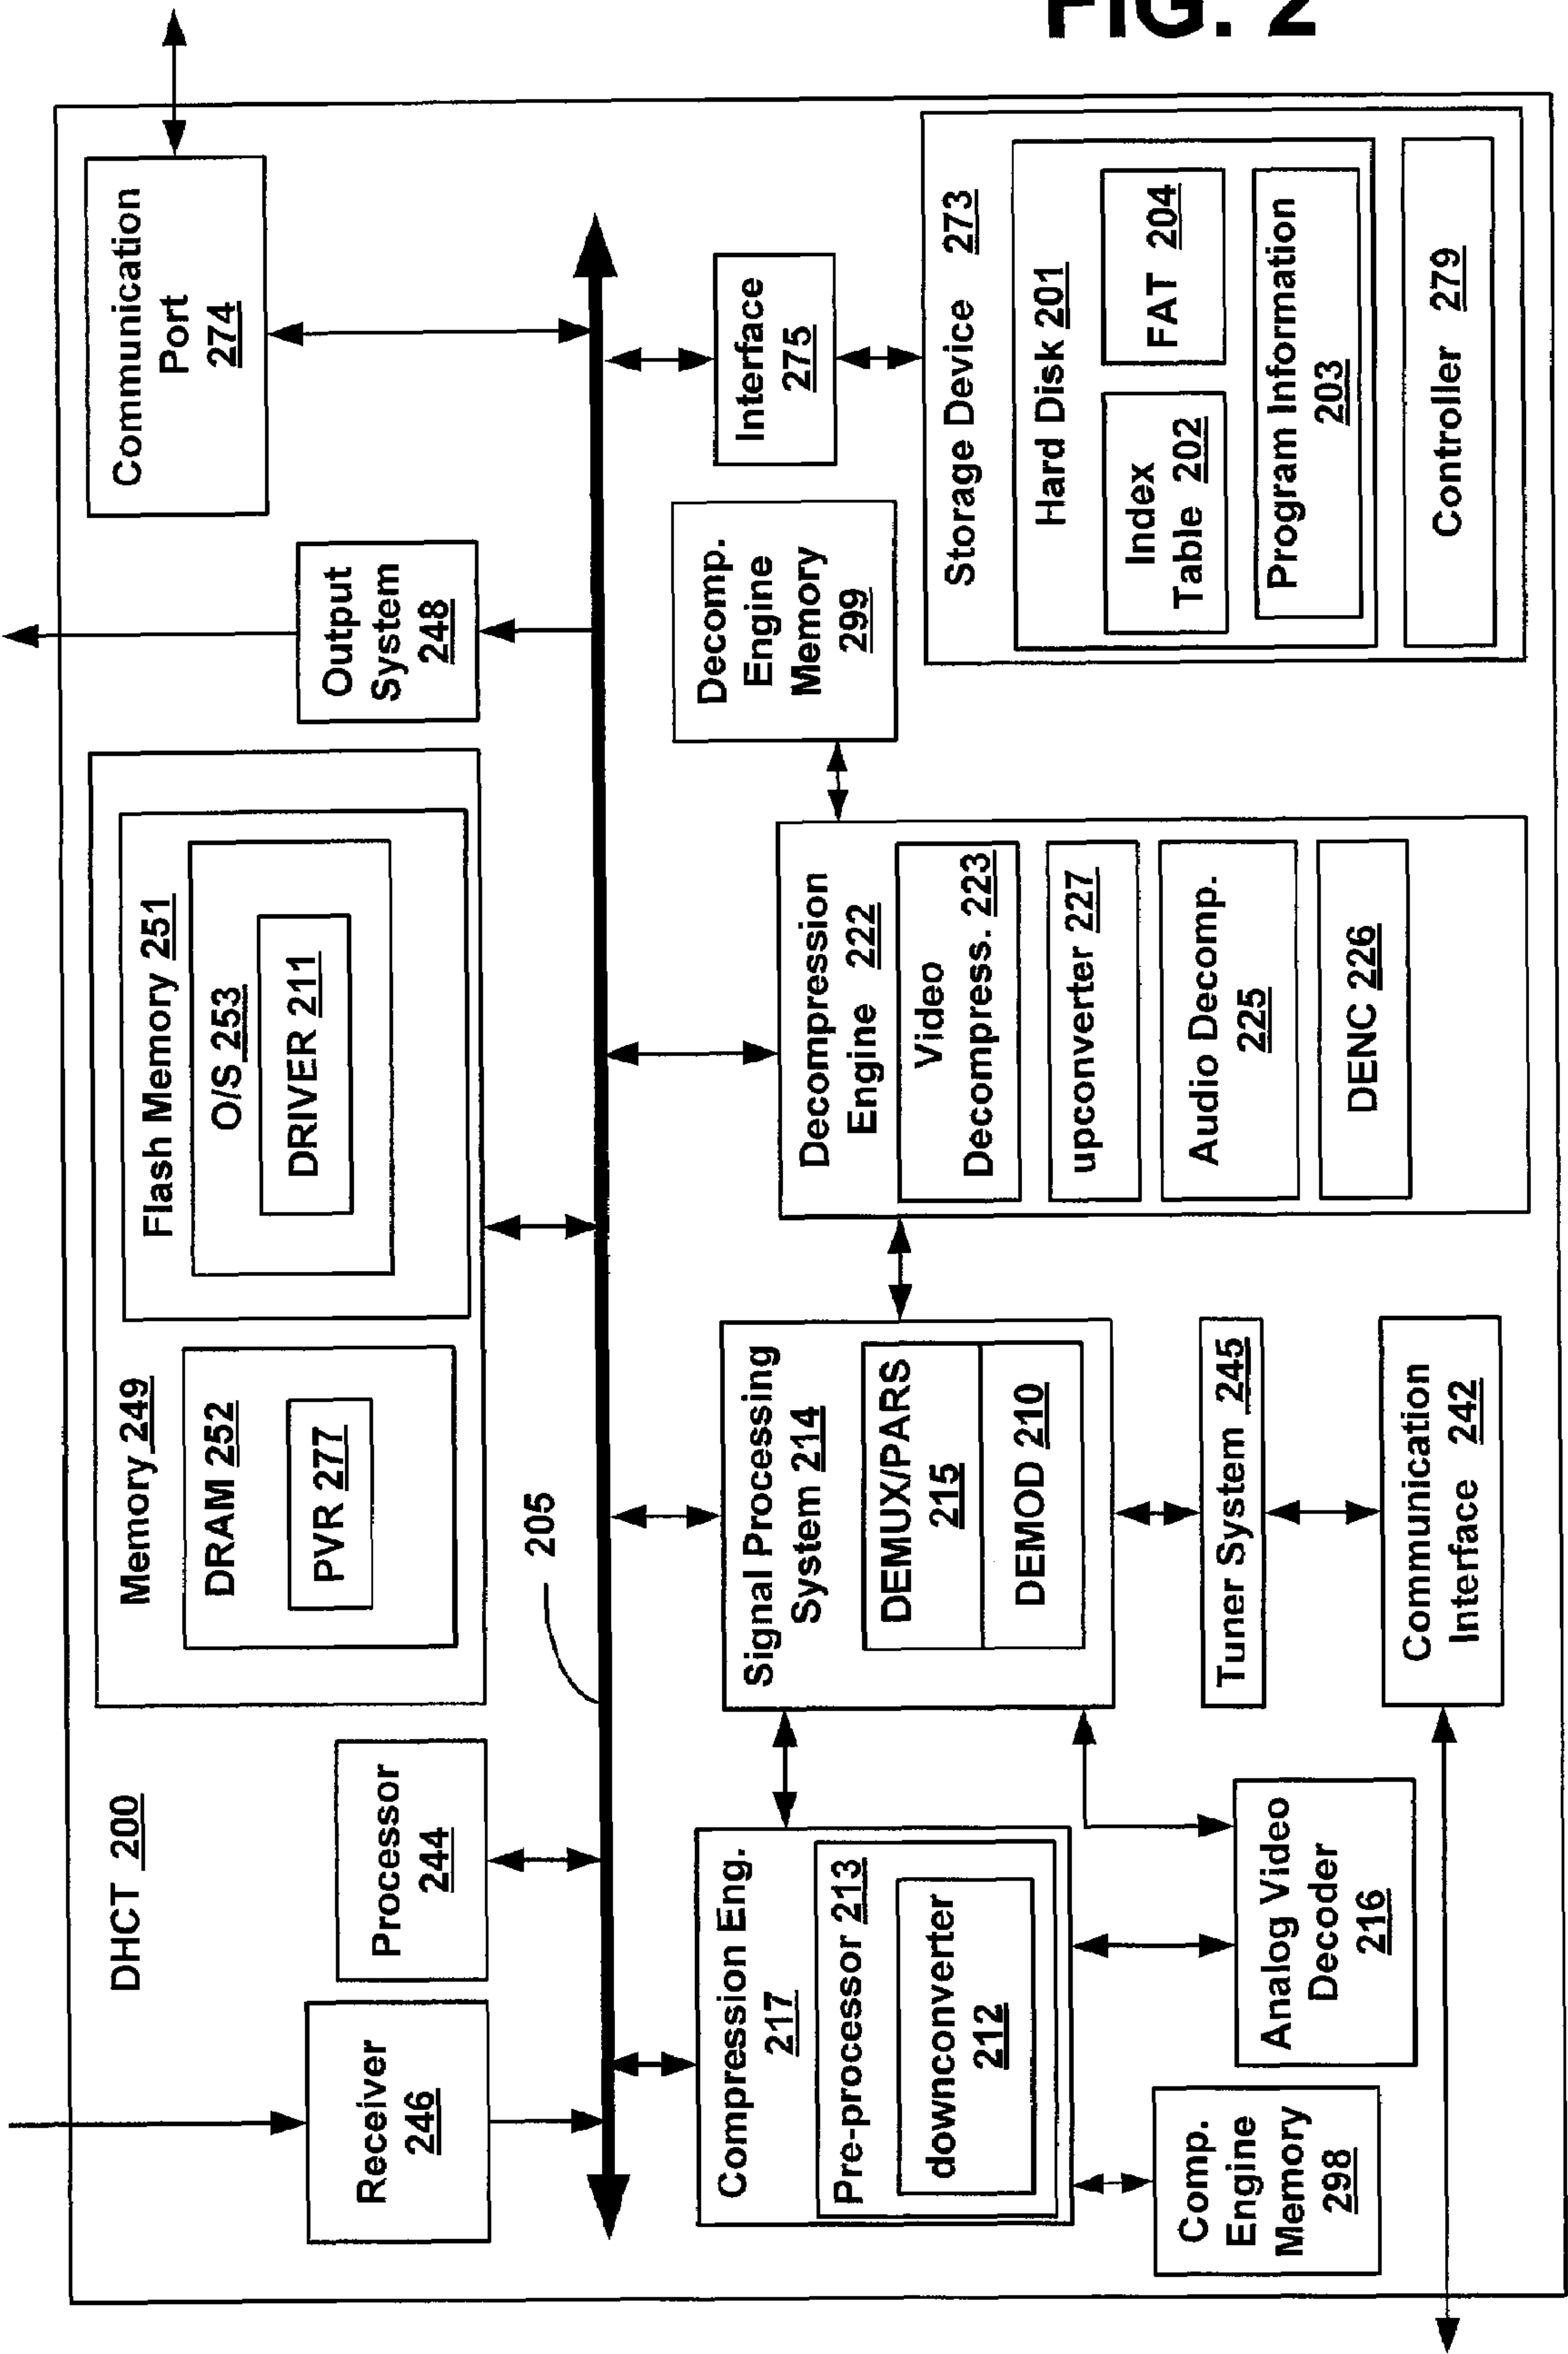 DHCT 200
Receiver
246
Processor
244
Memory 249
DRAM 252
PVR 277
Flash Memory 251
O/S 253
DRIVER 211
Output
System
248
Communication
Port
274
205
Compression Eng.
217
Pre-processor 213
downconverter
212
Comp.
Engine
Memory
298
Analog Video
Decoder
216
Signal Processing
System 214
DEMUX/PARS
215
DEMOD 210
Tuner System 245
Communication
Interface 242
Decompression
Engine 222
Video
Decompress. 223
upconverter 227
Audio Decomp.
225
DENC 226
Decomp.
Engine
Memory
299
Interface
275
Storage Device 273
Hard Disk 201
Index
Table 202
FAT 204
Program Information
203
Controller 279
FIG. 2